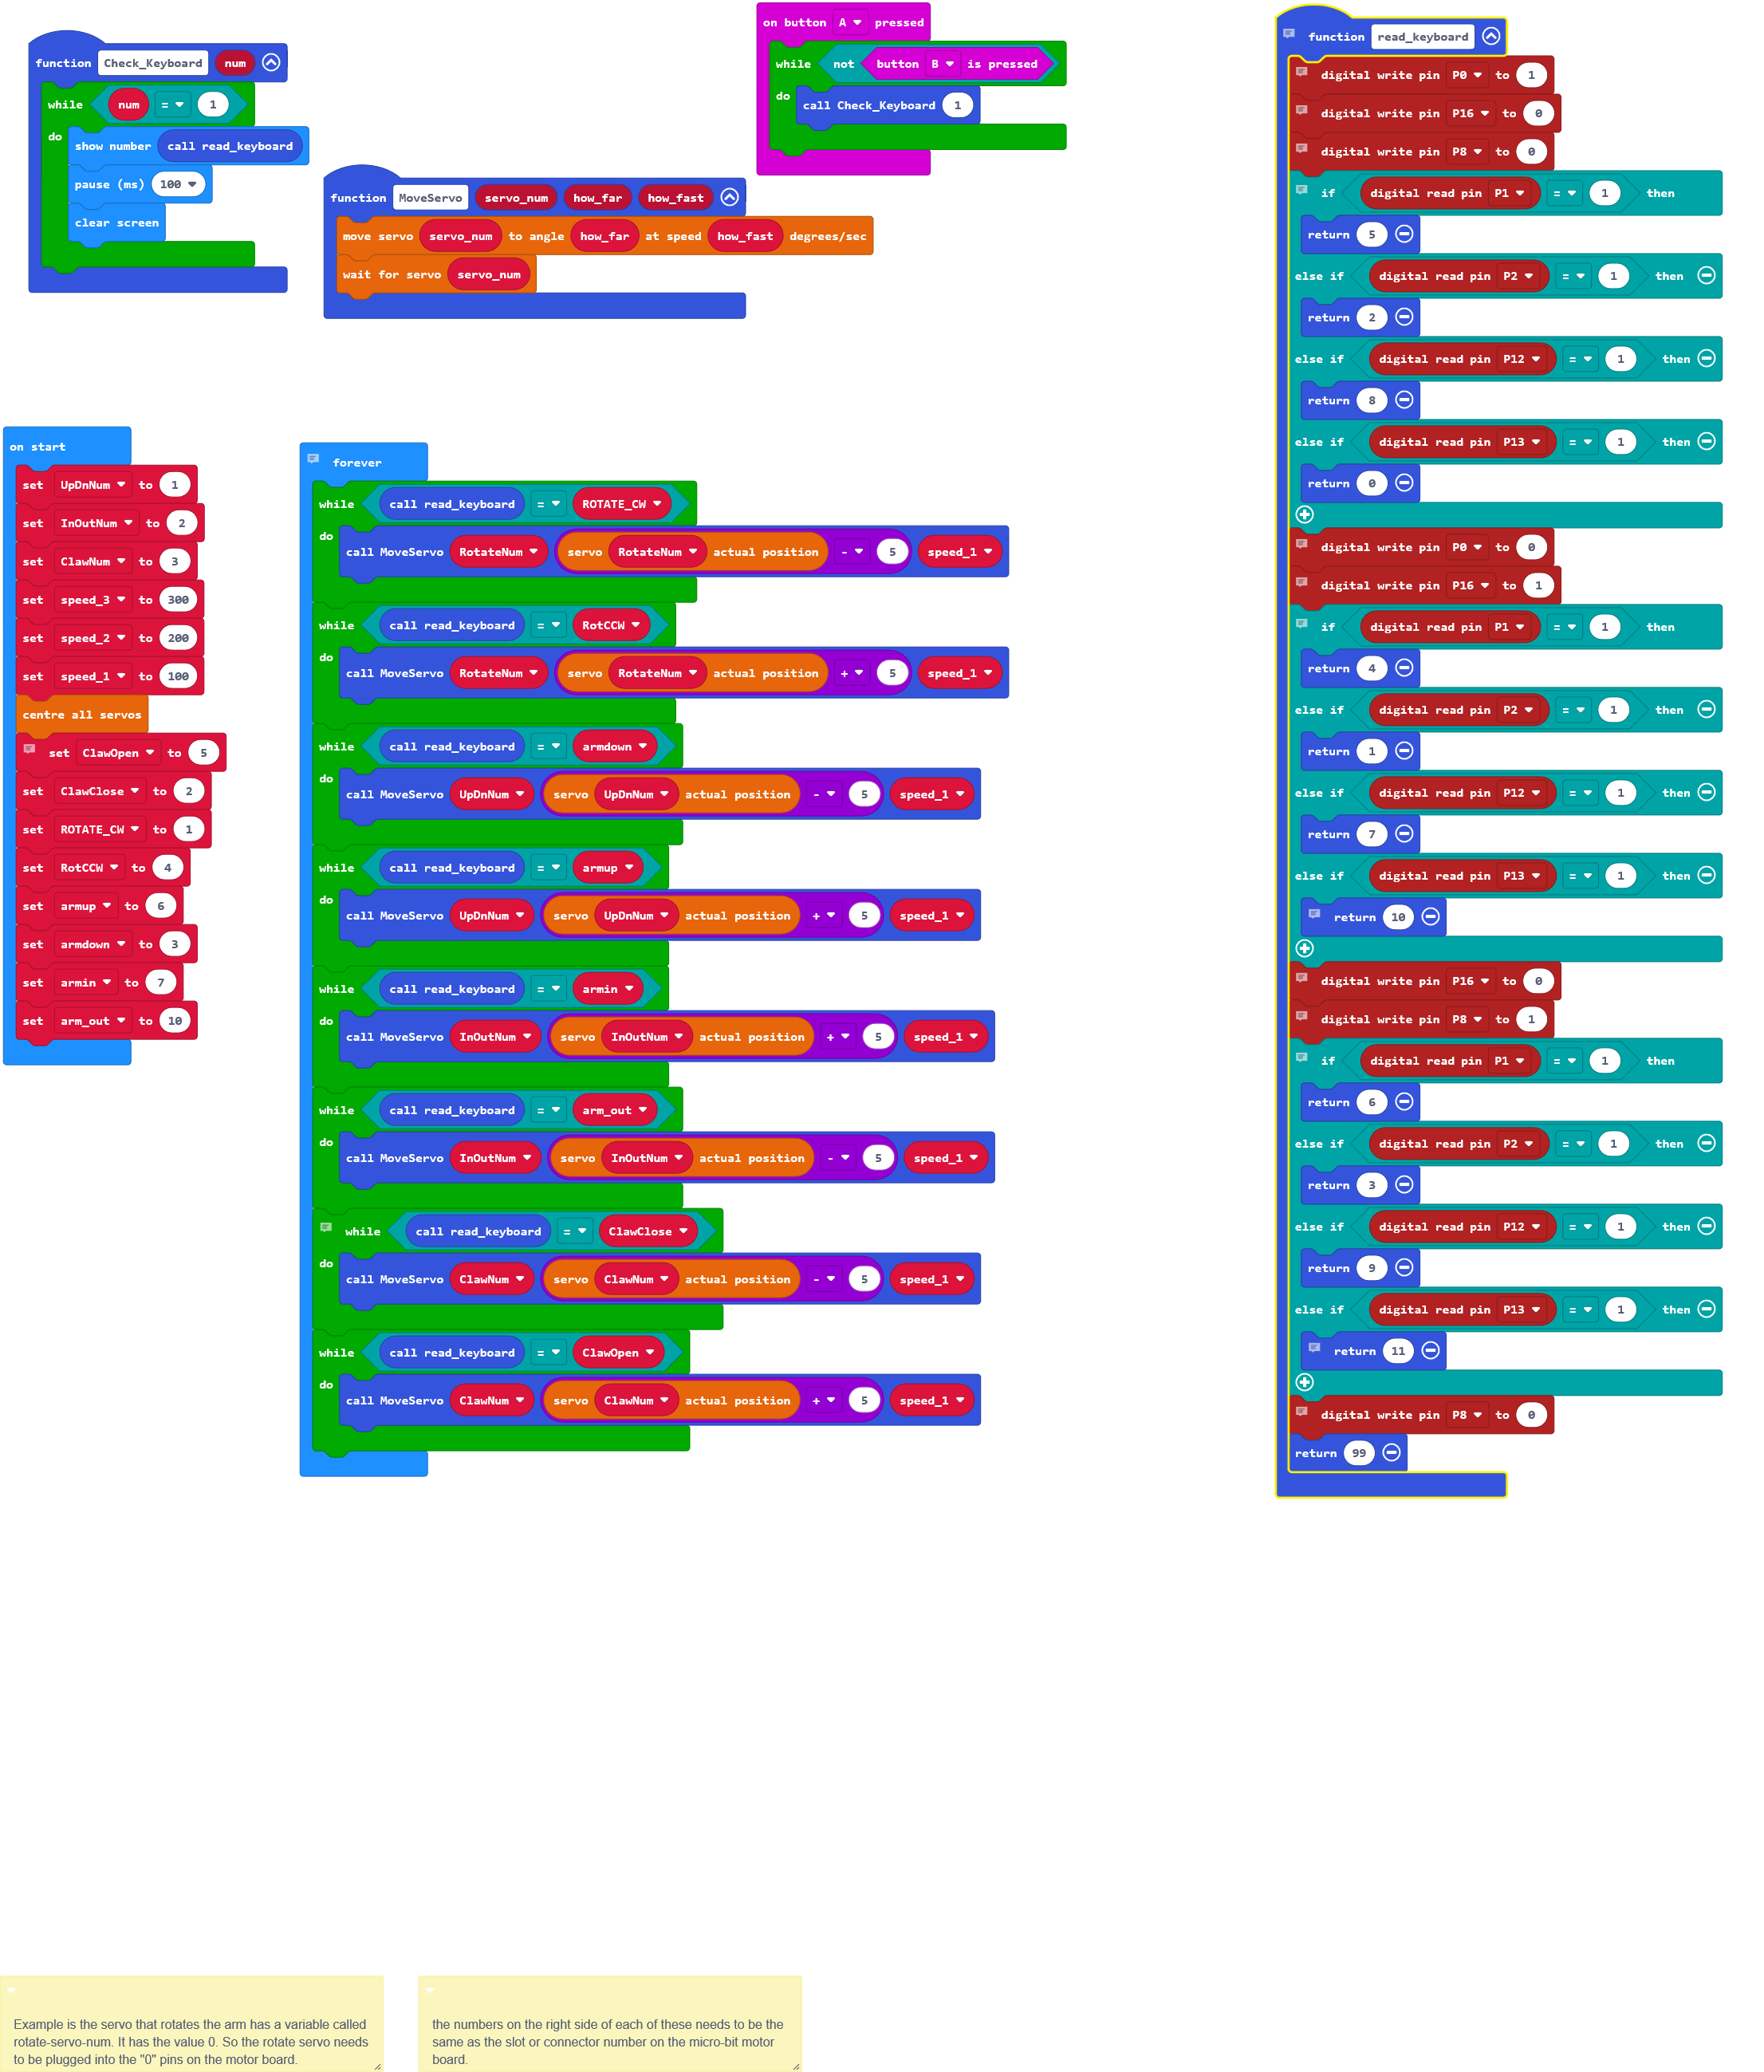 function Check_Keyboard num
while num = 1
do
show number call read_keyboard
pause (ms) 100
clear screen
function MoveServo servo_num how_far how_fast
move servo servo_num to angle how_far at speed how_fast degrees/sec
wait for servo servo_num
on button A pressed
while not button B is pressed
do call Check_Keyboard 1
on start
set UpDnNum to 1
set InOutNum to 2
set ClawNum to 3
set speed_3 to 300
set speed_2 to 200
set speed_1 to 100
centre all servos
set ClawOpen to 5
set ClawClose to 2
set ROTATE_CW to 1
set RotCCW to 4
set armup to 6
set armdown to 3
set armin to 7
set arm_out to 10
forever
while call read_keyboard = ROTATE_CW
do call MoveServo RotateNum servo RotateNum actual position - 5 speed_1
while call read_keyboard = RotCCW
do call MoveServo RotateNum servo RotateNum actual position + 5 speed_1
while call read_keyboard = armdown
do call MoveServo UpDnNum servo UpDnNum actual position - 5 speed_1
while call read_keyboard = armup
do call MoveServo UpDnNum servo UpDnNum actual position + 5 speed_1
while call read_keyboard = armin
do call MoveServo InOutNum servo InOutNum actual position + 5 speed_1
while call read_keyboard = arm_out
do call MoveServo InOutNum servo InOutNum actual position - 5 speed_1
while call read_keyboard = ClawClose
do call MoveServo ClawNum servo ClawNum actual position - 5 speed_1
while call read_keyboard = ClawOpen
do call MoveServo ClawNum servo ClawNum actual position + 5 speed_1
function read_keyboard
digital write pin P0 to 1
digital write pin P16 to 0
digital write pin P8 to 0
if digital read pin P1 = 1 then
return 5
else if digital read pin P2 = 1 then
return 2
else if digital read pin P12 = 1 then
return 8
else if digital read pin P13 = 1 then
return 0
digital write pin P0 to 0
digital write pin P16 to 1
if digital read pin P1 = 1 then
return 4
else if digital read pin P2 = 1 then
return 1
else if digital read pin P12 = 1 then
return 7
else if digital read pin P13 = 1 then
return 10
digital write pin P16 to 0
digital write pin P8 to 1
if digital read pin P1 = 1 then
return 6
else if digital read pin P2 = 1 then
return 3
else if digital read pin P12 = 1 then
return 9
else if digital read pin P13 = 1 then
return 11
digital write pin P8 to 0
return 99
Example is the servo that rotates the arm has a variable called
rotate-servo-num. It has the value 0. So the rotate servo needs
to be plugged into the "0" pins on the motor board.
the numbers on the right side of each of these needs to be the
same as the slot or connector number on the micro-bit motor
board.